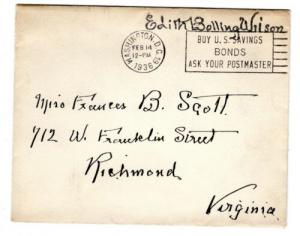 Edith Bolling Wilson
WASHINGTON, D.C. 19
FEB 14
12-PM
1936
BUY U.S. SAVINGS
BONDS
ASK YOUR POSTMASTER
Miss Frances B. Scott.
712 W. Franklin Street
Richmond
Virginia